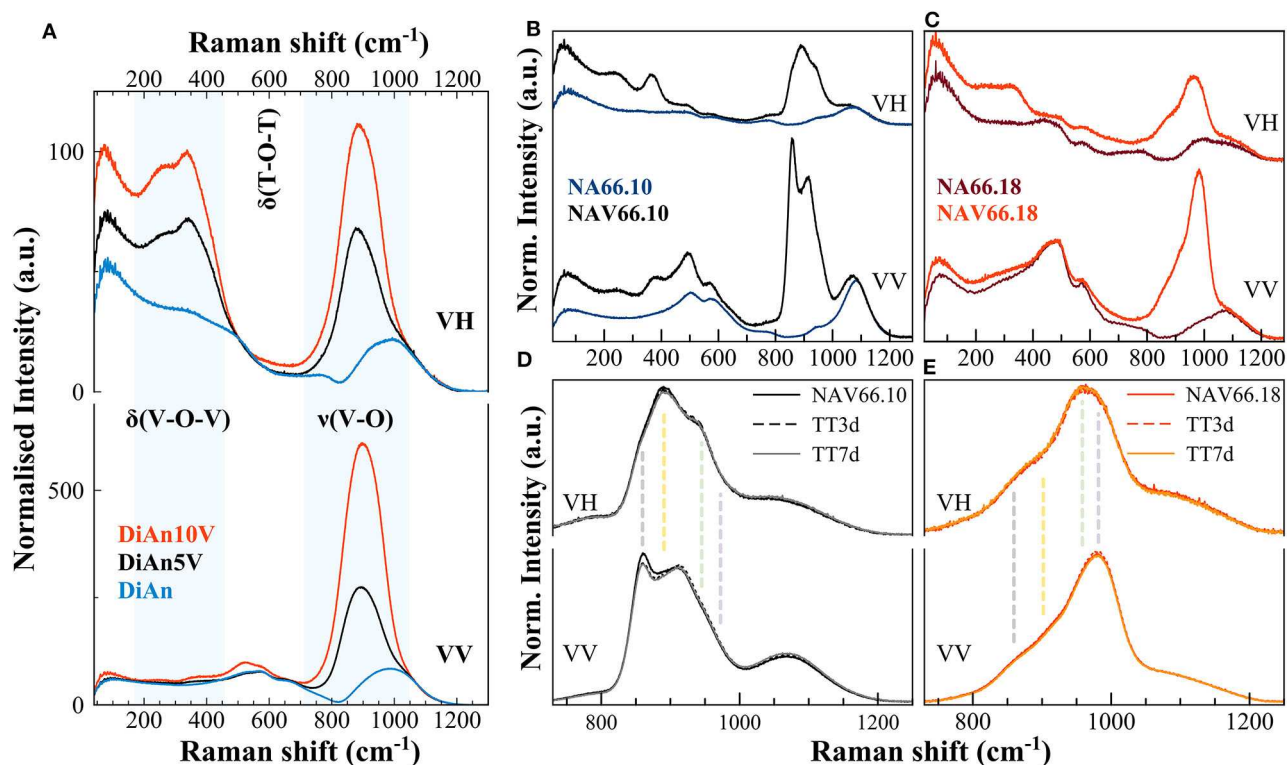 A
Raman shift (cm-1)
200 400 600 800 1000 1200
100
0
δ(T-O-T)
VH
δ(V-O-V)
ν(V-O)
500
0
DiAn10V
DiAn5V
DiAn
VV
200 400 600 800 1000 1200
Raman shift (cm-1)
Normalised Intensity (a.u.)
B
VH
NA66.10
NAV66.10
VV
200 400 600 800 1000
Norm. Intensity (a.u.)
C
VH
NA66.18
NAV66.18
VV
200 400 600 800 1000
D
NAV66.10
TT3d
TT7d
VH
VV
800 1000 1200
Norm. Intensity (a.u.)
E
NAV66.18
TT3d
TT7d
VH
VV
800 1000 1200
Raman shift (cm-1)